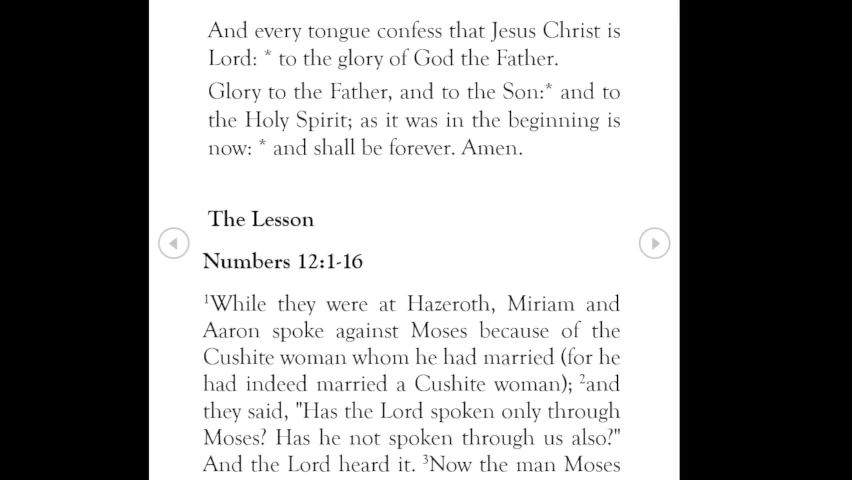 And every tongue confess that Jesus Christ is
Lord: * to the glory of God the Father.
Glory to the Father, and to the Son:* and to
the Holy Spirit; as it was in the beginning is
now: * and shall be forever. Amen.
The Lesson
Numbers 12:1-16
¹While they were at Hazeroth, Miriam and
Aaron spoke against Moses because of the
Cushite woman whom he had married (for he
had indeed married a Cushite woman); ²and
they said, "Has the Lord spoken only through
Moses? Has he not spoken through us also?"
And the Lord heard it. ³Now the man Moses